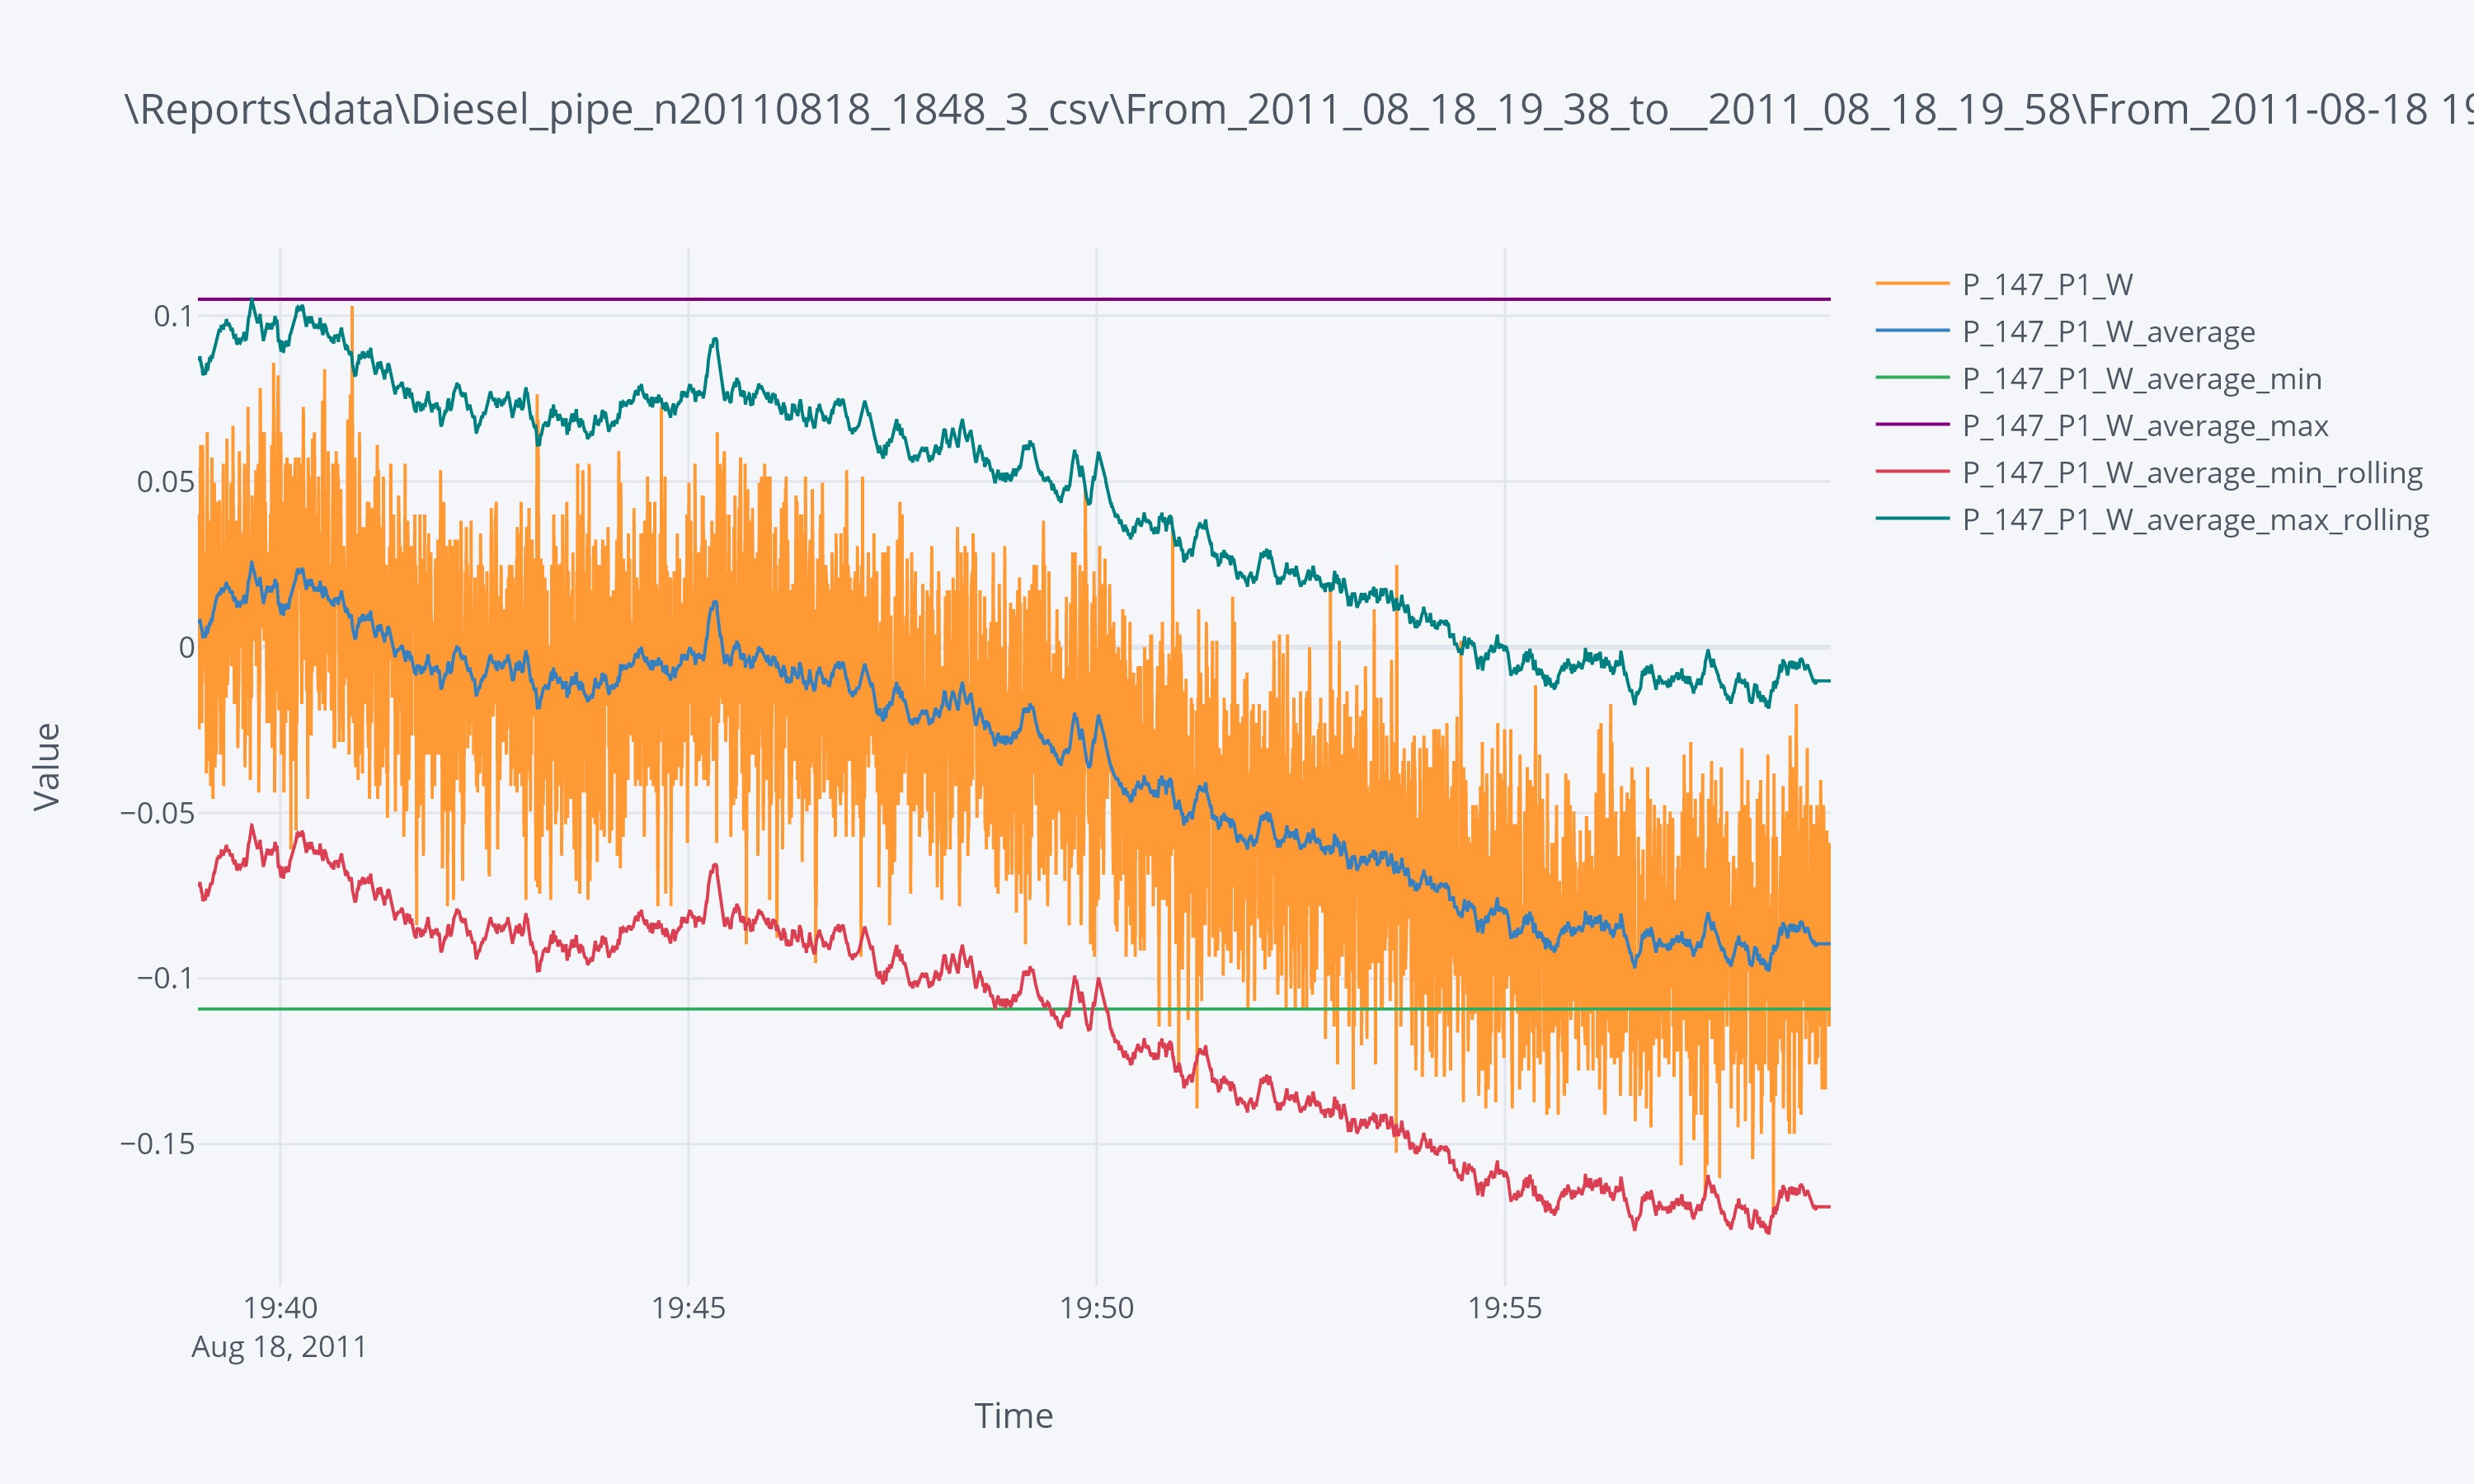 \Reports\data\Diesel_pipe_n20110818_1848_3_csv\From_2011_08_18_19_38_to__2011_08_18_19_58\From_2011-08-18 19
P_147_P1_W
P_147_P1_W_average
P_147_P1_W_average_min
P_147_P1_W_average_max
P_147_P1_W_average_min_rolling
P_147_P1_W_average_max_rolling
0.1
0.05
0
−0.05
−0.1
−0.15
Value
19:40
19:45
19:50
19:55
Aug 18, 2011
Time